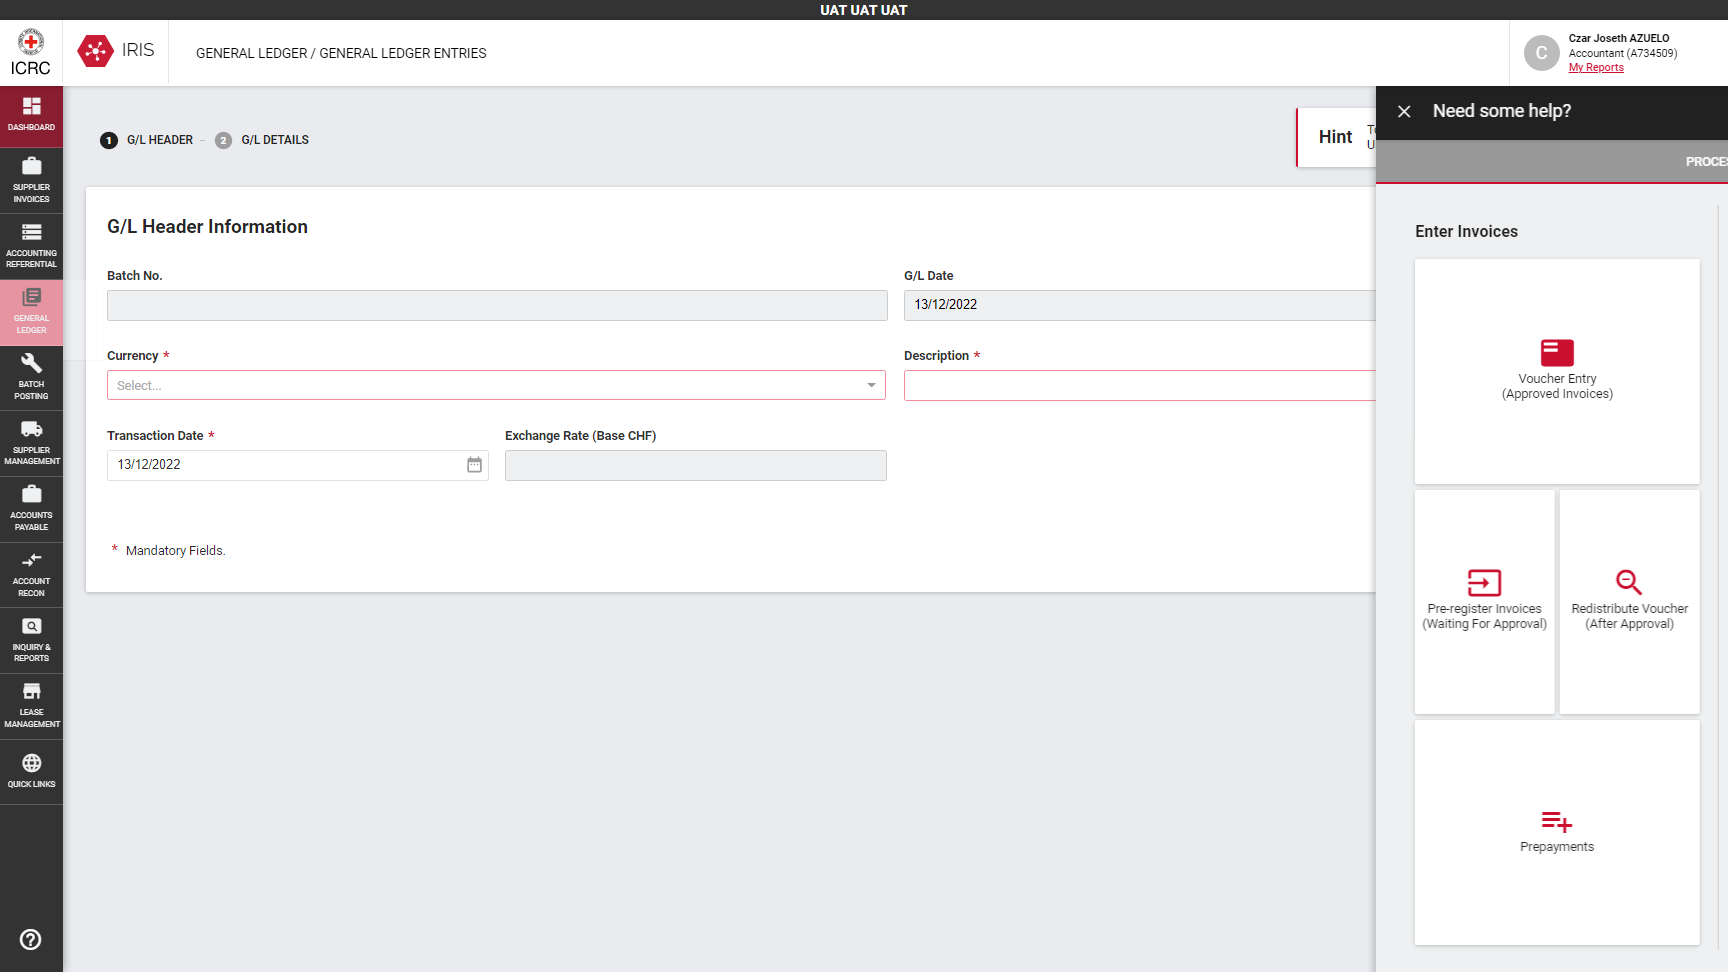 UAT UAT UAT
ICRC
IRIS
GENERAL LEDGER / GENERAL LEDGER ENTRIES
C
Czar Joseth AZUELO
Accountant (A734509)
My Reports
DASHBOARD
SUPPLIER
INVOICES
ACCOUNTING
REFERENTIAL
GENERAL
LEDGER
BATCH
POSTING
SUPPLIER
MANAGEMENT
ACCOUNTS
PAYABLE
ACCOUNT
RECON
INQUIRY &
REPORTS
LEASE
MANAGEMENT
QUICK LINKS
1 G/L HEADER – 2 G/L DETAILS
Hint
G/L Header Information
Batch No.
G/L Date
13/12/2022
Currency *
Select...
Description *
Transaction Date *
13/12/2022
Exchange Rate (Base CHF)
* Mandatory Fields.
Need some help?
PROCES
Enter Invoices
Voucher Entry
(Approved Invoices)
Pre-register Invoices
(Waiting For Approval)
Redistribute Voucher
(After Approval)
Prepayments